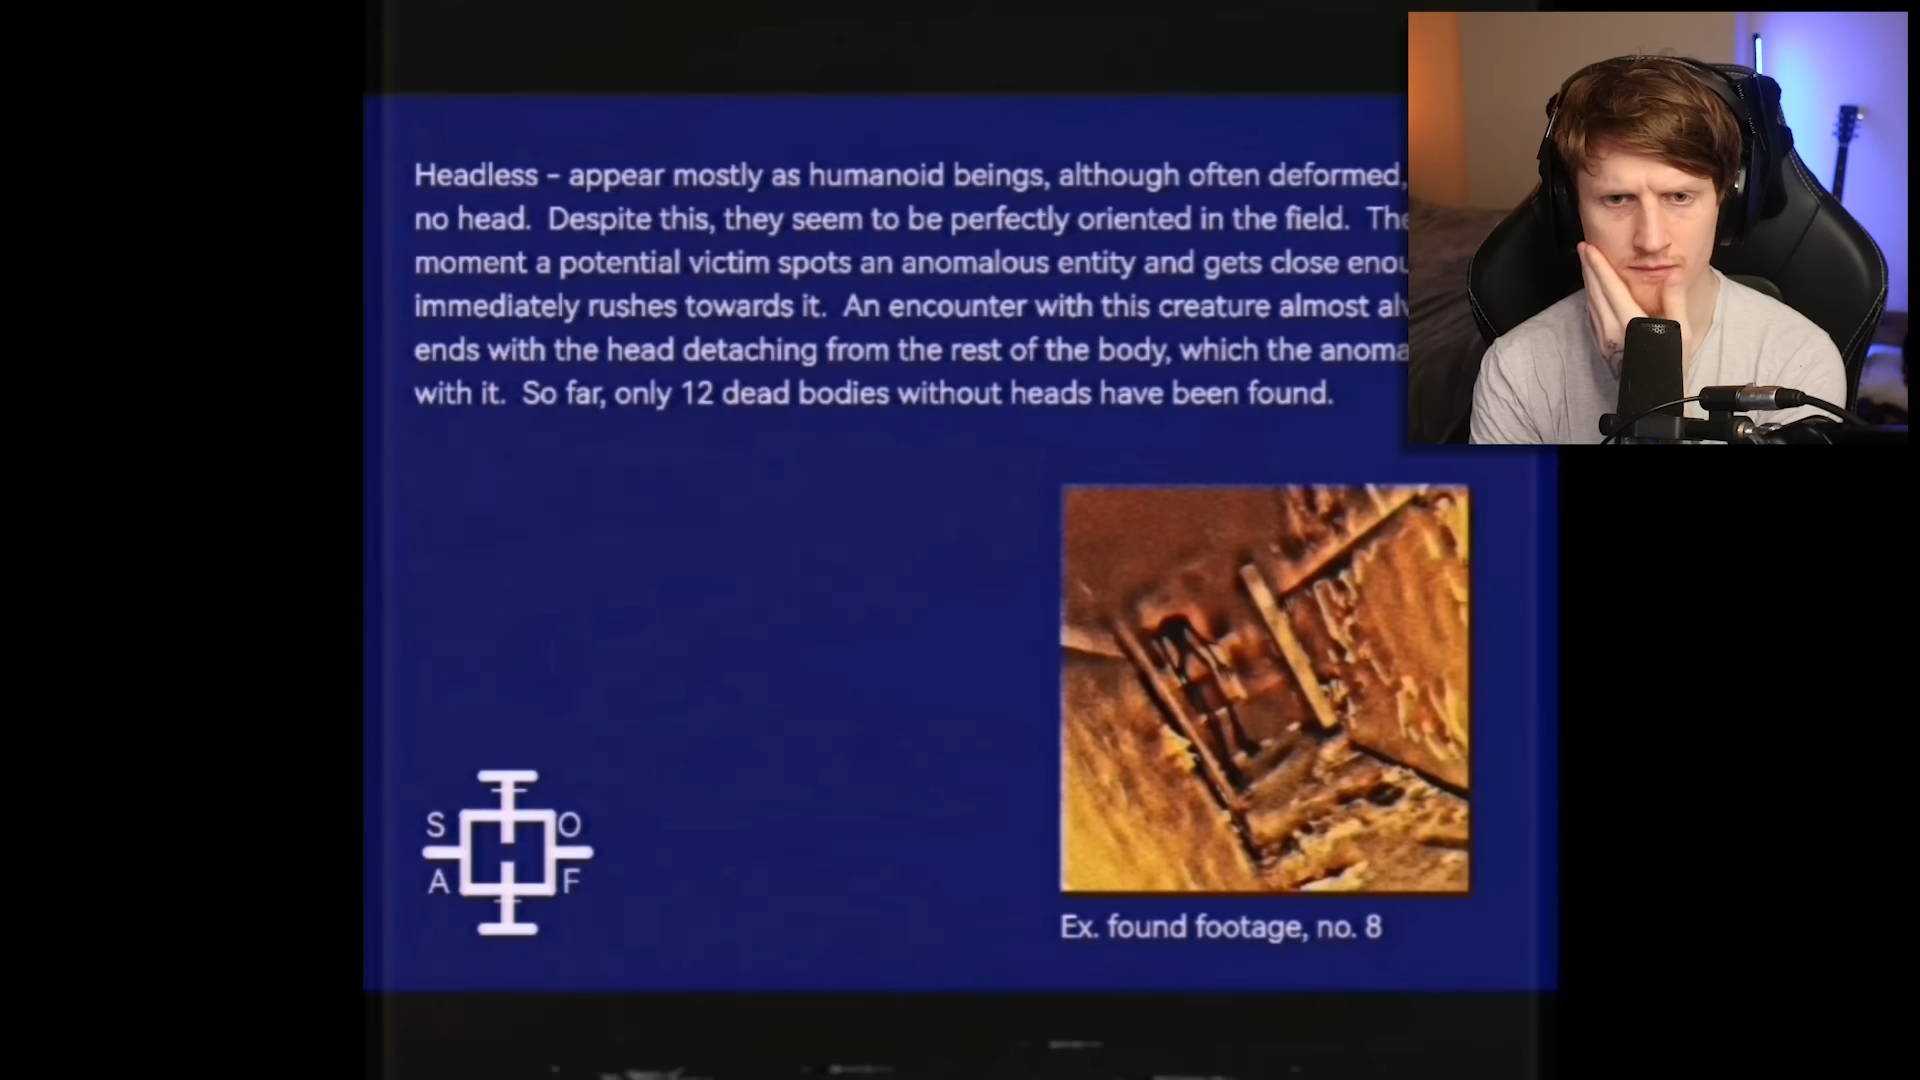 Headless - appear mostly as humanoid beings, although often deformed,
no head. Despite this, they seem to be perfectly oriented in the field. The
moment a potential victim spots an anomalous entity and gets close
immediately rushes towards it. An encounter with this creature almost
ends with the head detaching from the rest of the body, which the
with it. So far, only 12 dead bodies without heads have been found.
S O
A F
Ex. found footage, no. 8